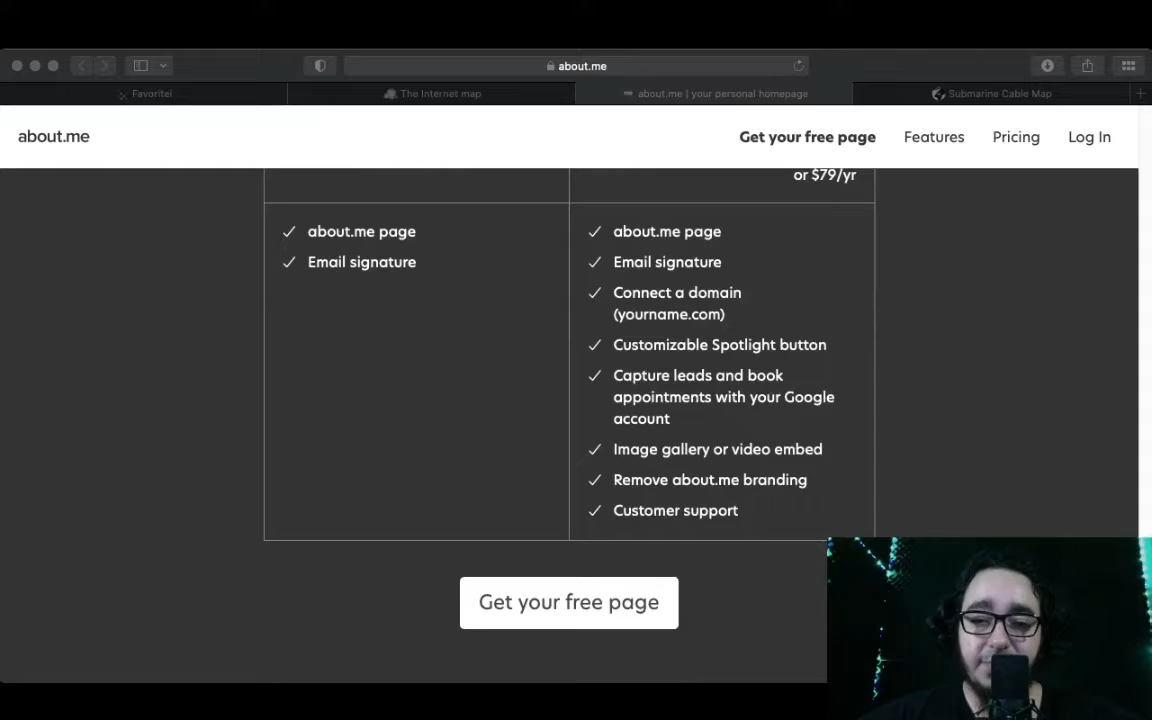 about.me
Favoritei
The Internet map
about.me | your personal homepage
Submarine Cable Map
about.me
Get your free page
Features
Pricing
Log In
or $79/yr
about.me page
Email signature
about.me page
Email signature
Connect a domain
(yourname.com)
Customizable Spotlight button
Capture leads and book
appointments with your Google
account
Image gallery or video embed
Remove about.me branding
Customer support
Get your free page